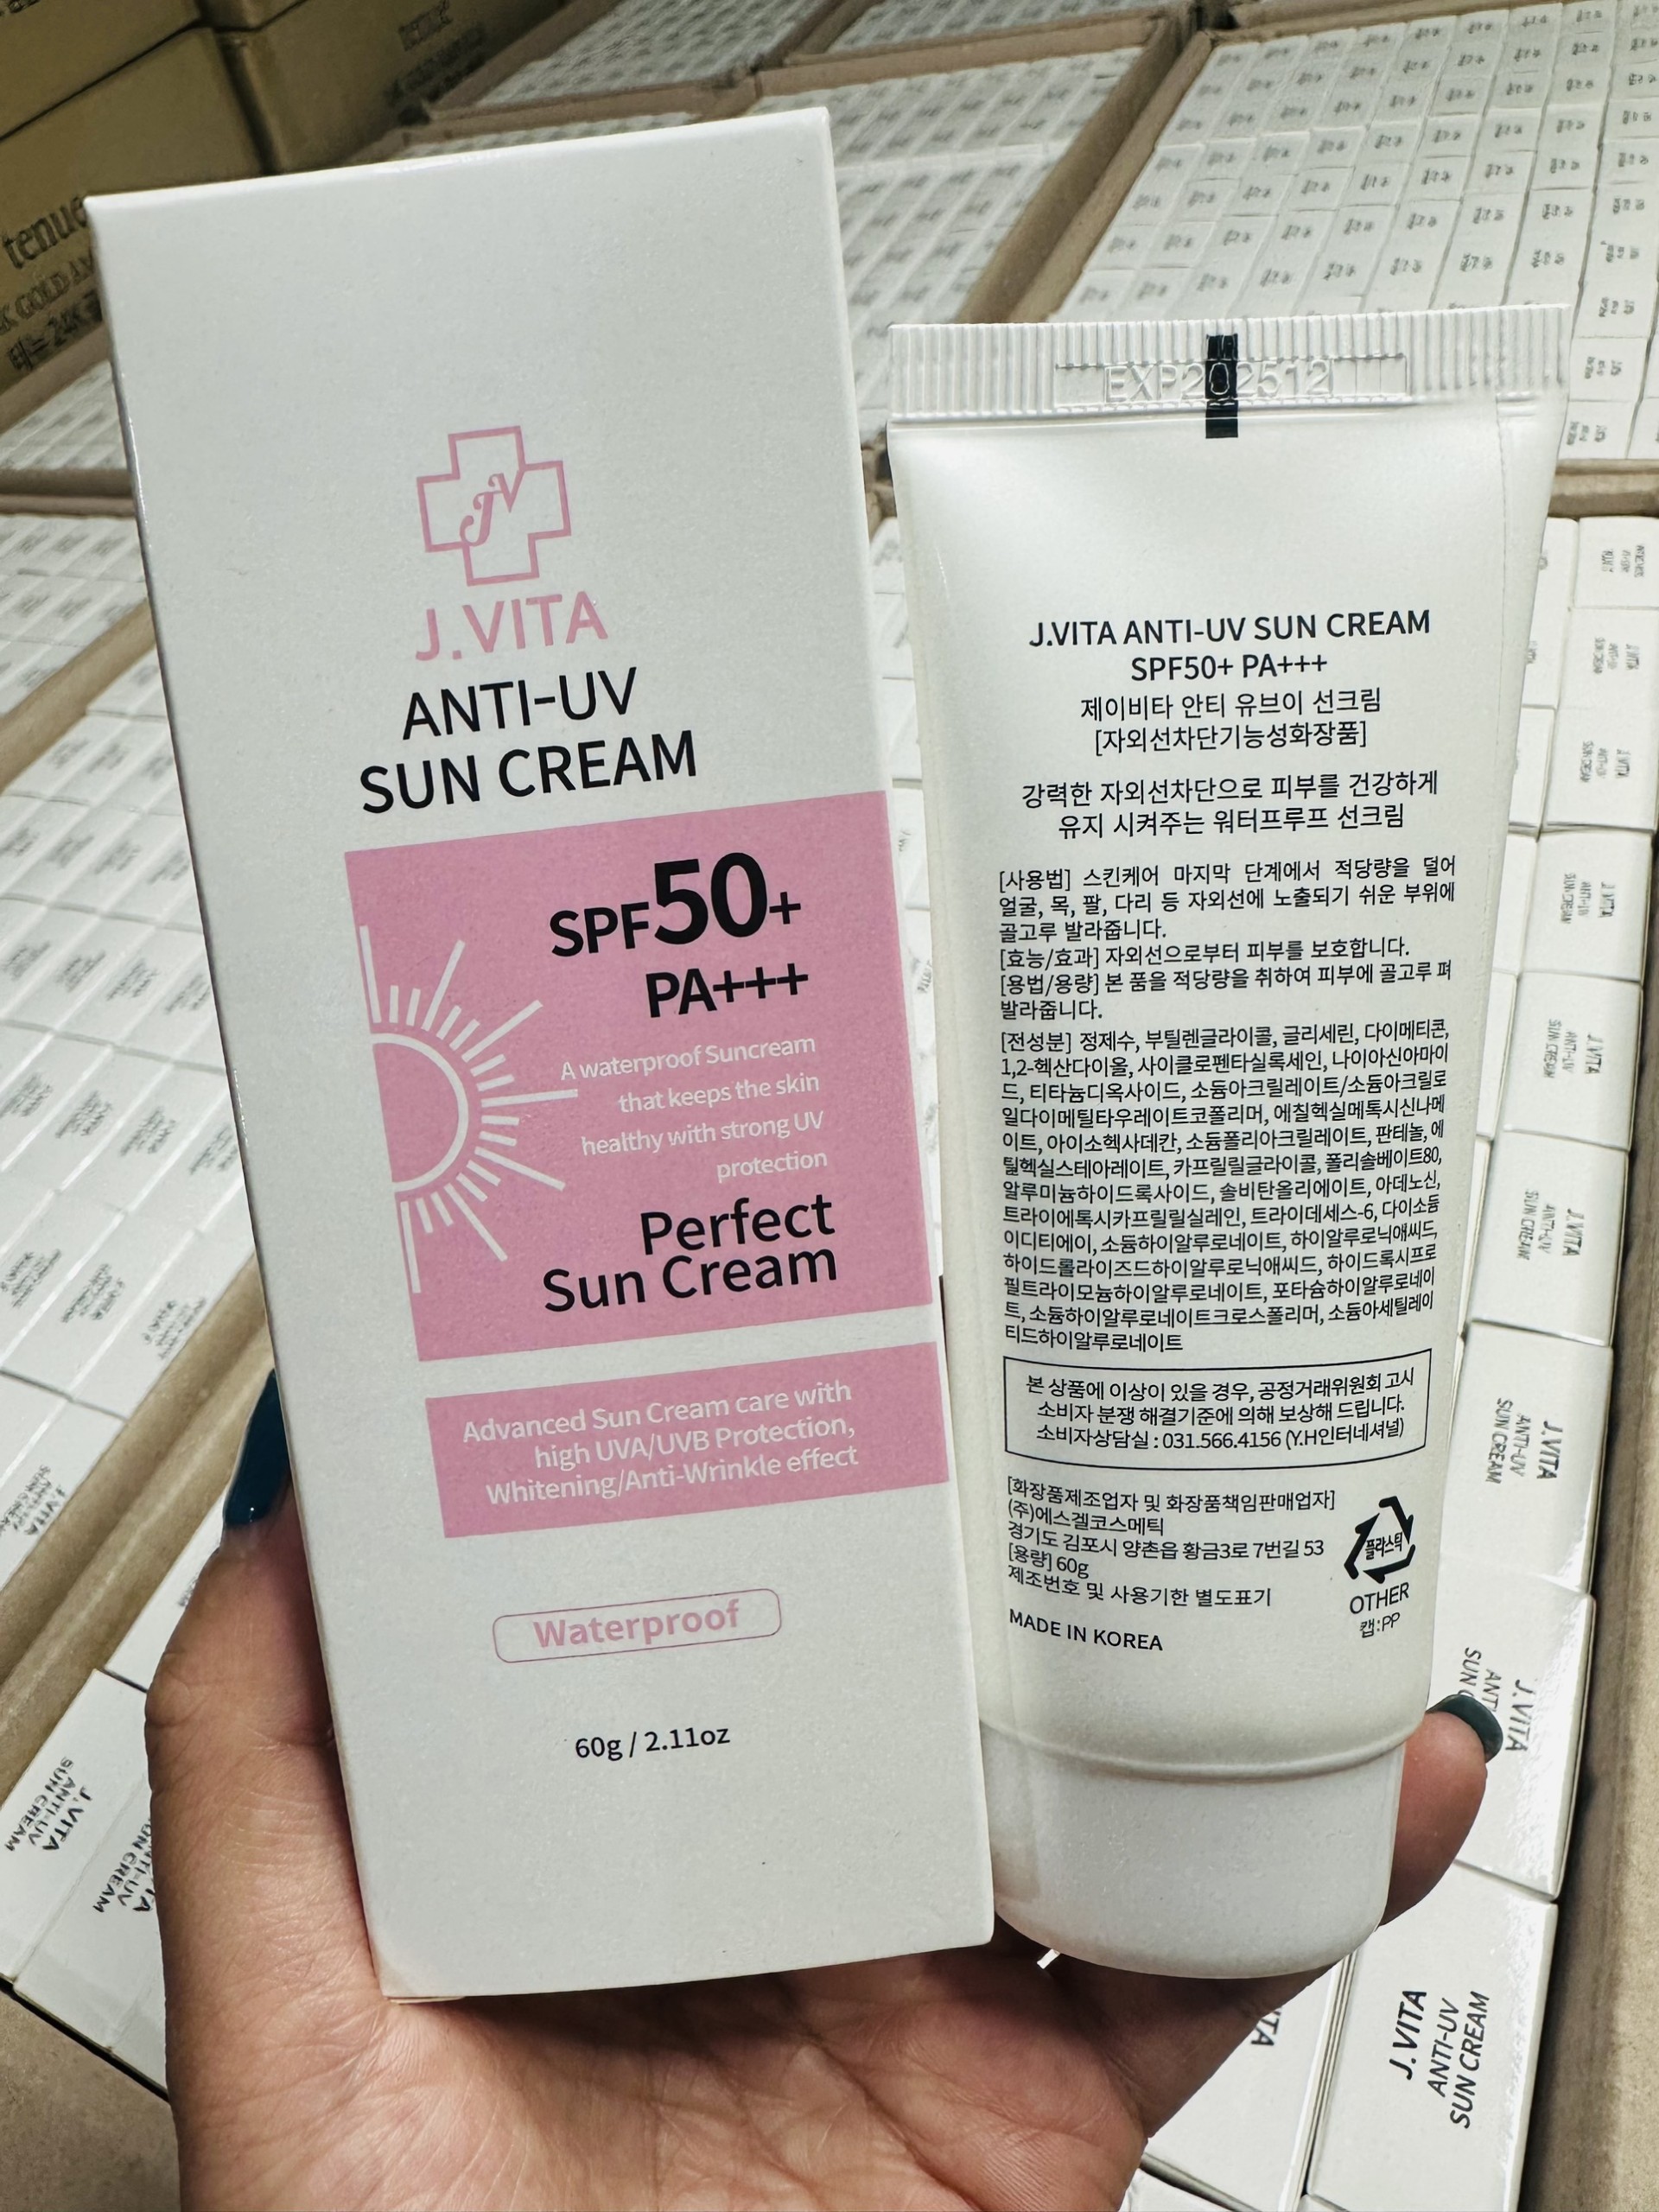 JV
J.VITA
ANTI-UV
SUN CREAM
SPF50+
PA+++
A waterproof Suncream
that keeps the skin
healthy with strong UV
protection
Perfect
Sun Cream
Advanced Sun Cream care with
high UVA/UVB Protection,
Whitening/Anti-Wrinkle effect
Waterproof
60g / 2.11oz
EXP202512
J.VITA ANTI-UV SUN CREAM
SPF50+ PA+++
제이비타 안티 유브이 선크림
[자외선차단기능성화장품]
강력한 자외선차단으로 피부를 건강하게
유지 시켜주는 워터프루프 선크림
[사용법] 스킨케어 마지막 단계에서 적당량을 덜어
얼굴, 목, 팔, 다리 등 자외선에 노출되기 쉬운 부위에
골고루 발라줍니다.
[효능/효과] 자외선으로부터 피부를 보호합니다.
[용법/용량] 본 품을 적당량을 취하여 피부에 골고루 펴
발라줍니다.
[전성분] 정제수, 부틸렌글라이콜, 글리세린, 다이메티콘,
1,2-헥산다이올, 사이클로펜타실록세인, 나이아신아마이
드, 티타늄디옥사이드, 소듐아크릴레이트/소듐아크릴로
일다이메틸타우레이트코폴리머, 에칠헥실메톡시신나메
이트, 아이소헥사데칸, 소듐폴리아크릴레이트, 판테놀, 에
틸헥실스테아레이트, 카프릴릴글라이콜, 폴리솔베이트80,
알루미늄하이드록사이드, 솔비탄올리에이트, 아데노신,
트라이에톡시카프릴릴실레인, 트라이데세스-6, 다이소듐
이디티에이, 소듐하이알루로네이트, 하이알루로닉애씨드,
하이드롤라이즈드하이알루로닉애씨드, 하이드록시프로
필트라이모늄하이알루로네이트, 포타슘하이알루로네이
트, 소듐하이알루로네이트크로스폴리머, 소듐아세틸레이
티드하이알루로네이트
본 상품에 이상이 있을 경우, 공정거래위원회 고시
소비자 분쟁 해결기준에 의해 보상해 드립니다.
소비자상담실 : 031.566.4156 (Y.H인터네셔널)
[화장품제조업자 및 화장품책임판매업자]
(주)에스겔코스메틱
경기도 김포시 양촌읍 황금3로 7번길 53
[용량] 60g
제조번호 및 사용기한 별도표기
MADE IN KOREA
플라스틱
OTHER
캡:PP
tenue
J.VITA
ANTI-UV
SUN CREAM
J.VITA
ANTI-UV
SUN CREAM
J.VITA
ANTI-UV
SUN CREAM